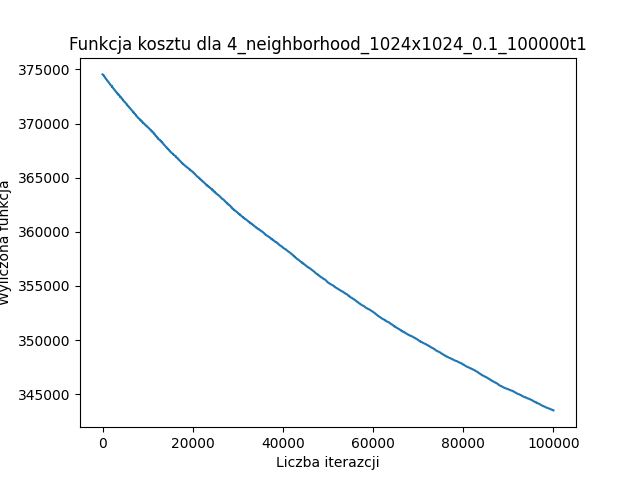 Funkcja kosztu dla 4_neighborhood_1024x1024_0.1_100000t1
375000
370000
365000
360000
355000
350000
345000
Wyliczona funkcja
0 20000 40000 60000 80000 100000
Liczba iterazcji